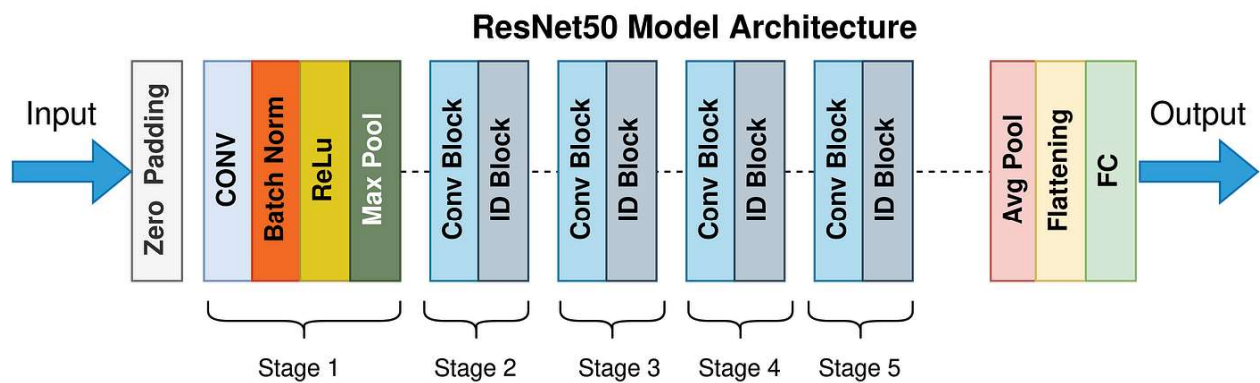 ResNet50 Model Architecture
Input
Zero Padding
CONV
Batch Norm
ReLu
Max Pool
Conv Block
ID Block
Conv Block
ID Block
Conv Block
ID Block
Conv Block
ID Block
Avg Pool
Flattening
FC
Output
Stage 1
Stage 2
Stage 3
Stage 4
Stage 5